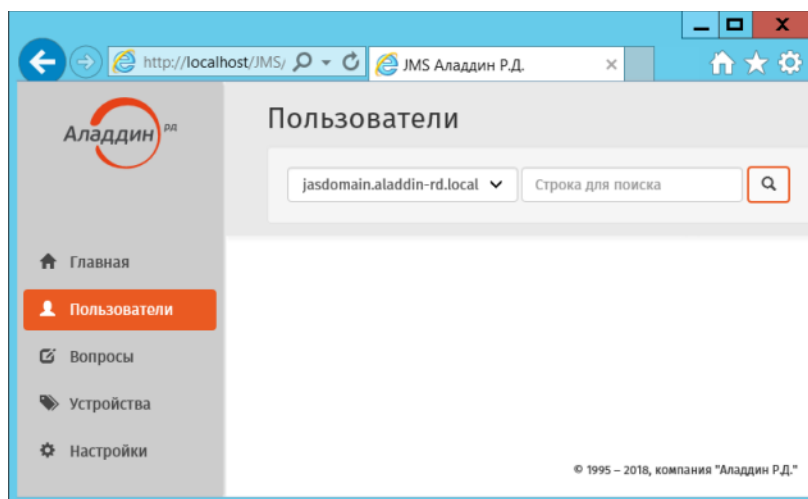 http://localhost/JMS/
JMS Аладдин Р.Д.
Аладдин РД
Пользователи
jasdomain.aladdin-rd.local
Строка для поиска
Главная
Пользователи
Вопросы
Устройства
Настройки
© 1995 – 2018, компания "Аладдин Р.Д."